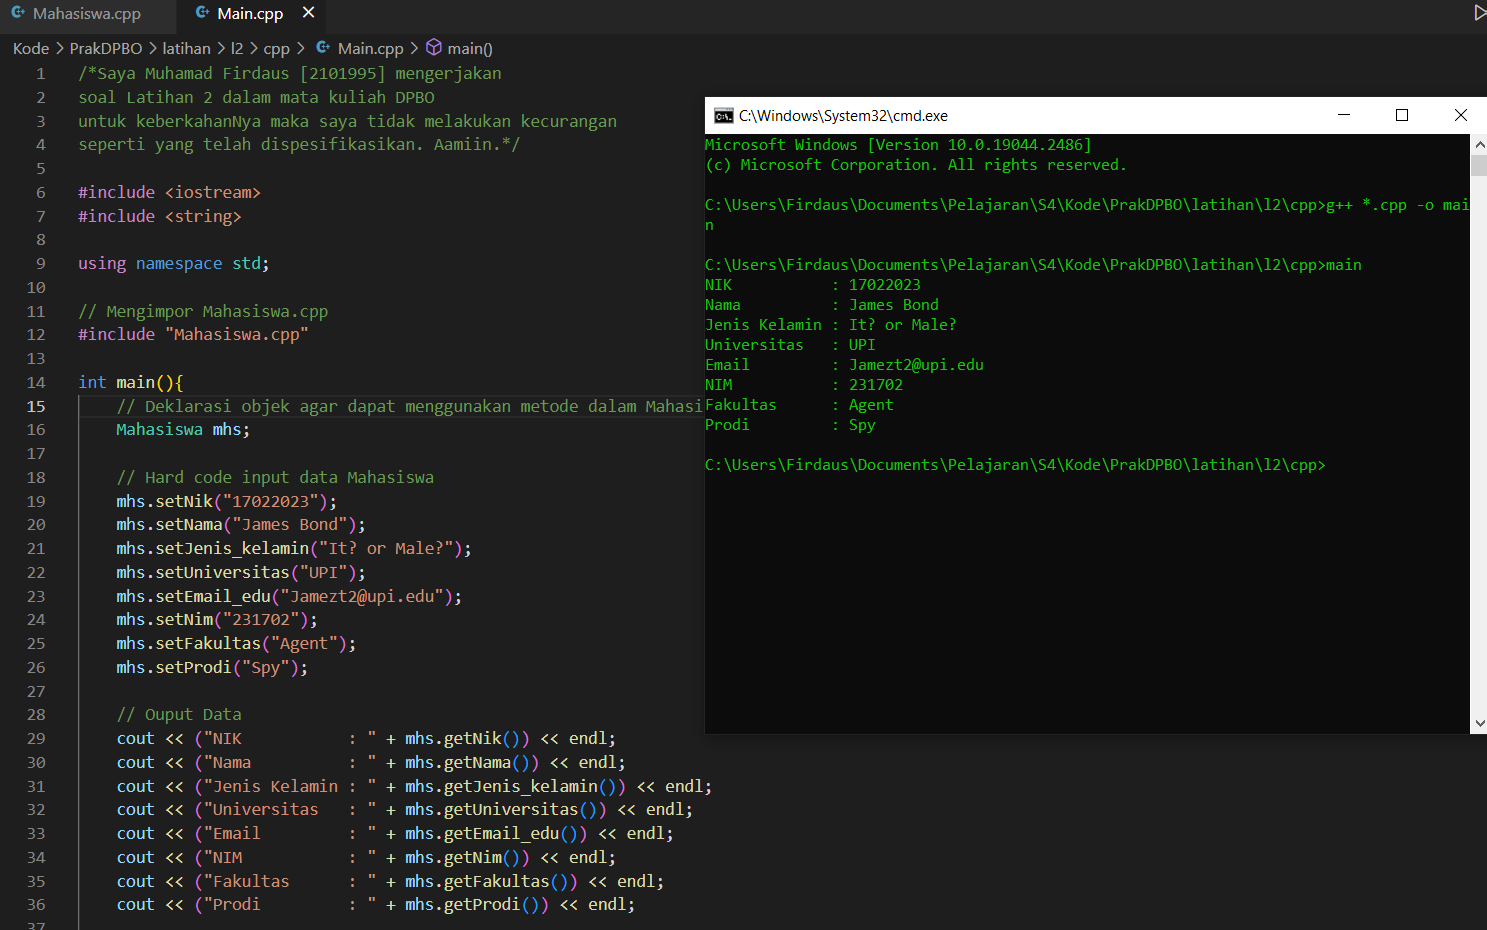 Mahasiswa.cpp
Main.cpp
Kode > PrakDPBO > latihan > l2 > cpp > Main.cpp > main()
1 /*Saya Muhamad Firdaus [2101995] mengerjakan
2 soal Latihan 2 dalam mata kuliah DPBO
3 untuk keberkahanNya maka saya tidak melakukan kecurangan
4 seperti yang telah dispesifikasikan. Aamiin.*/
5
6 #include <iostream>
7 #include <string>
8
9 using namespace std;
10
11 // Mengimpor Mahasiswa.cpp
12 #include "Mahasiswa.cpp"
13
14 int main(){
15 // Deklarasi objek agar dapat menggunakan metode dalam Mahasi
16 Mahasiswa mhs;
17
18 // Hard code input data Mahasiswa
19 mhs.setNik("17022023");
20 mhs.setNama("James Bond");
21 mhs.setJenis_kelamin("It? or Male?");
22 mhs.setUniversitas("UPI");
23 mhs.setEmail_edu("Jamezt2@upi.edu");
24 mhs.setNim("231702");
25 mhs.setFakultas("Agent");
26 mhs.setProdi("Spy");
27
28 // Ouput Data
29 cout << ("NIK           : " + mhs.getNik()) << endl;
30 cout << ("Nama          : " + mhs.getNama()) << endl;
31 cout << ("Jenis Kelamin : " + mhs.getJenis_kelamin()) << endl;
32 cout << ("Universitas   : " + mhs.getUniversitas()) << endl;
33 cout << ("Email         : " + mhs.getEmail_edu()) << endl;
34 cout << ("NIM           : " + mhs.getNim()) << endl;
35 cout << ("Fakultas      : " + mhs.getFakultas()) << endl;
36 cout << ("Prodi         : " + mhs.getProdi()) << endl;
37
C:\Windows\System32\cmd.exe
Microsoft Windows [Version 10.0.19044.2486]
(c) Microsoft Corporation. All rights reserved.
C:\Users\Firdaus\Documents\Pelajaran\S4\Kode\PrakDPBO\latihan\l2\cpp>g++ *.cpp -o mai
n
C:\Users\Firdaus\Documents\Pelajaran\S4\Kode\PrakDPBO\latihan\l2\cpp>main
NIK           : 17022023
Nama          : James Bond
Jenis Kelamin : It? or Male?
Universitas   : UPI
Email         : Jamezt2@upi.edu
NIM           : 231702
Fakultas      : Agent
Prodi         : Spy
C:\Users\Firdaus\Documents\Pelajaran\S4\Kode\PrakDPBO\latihan\l2\cpp>